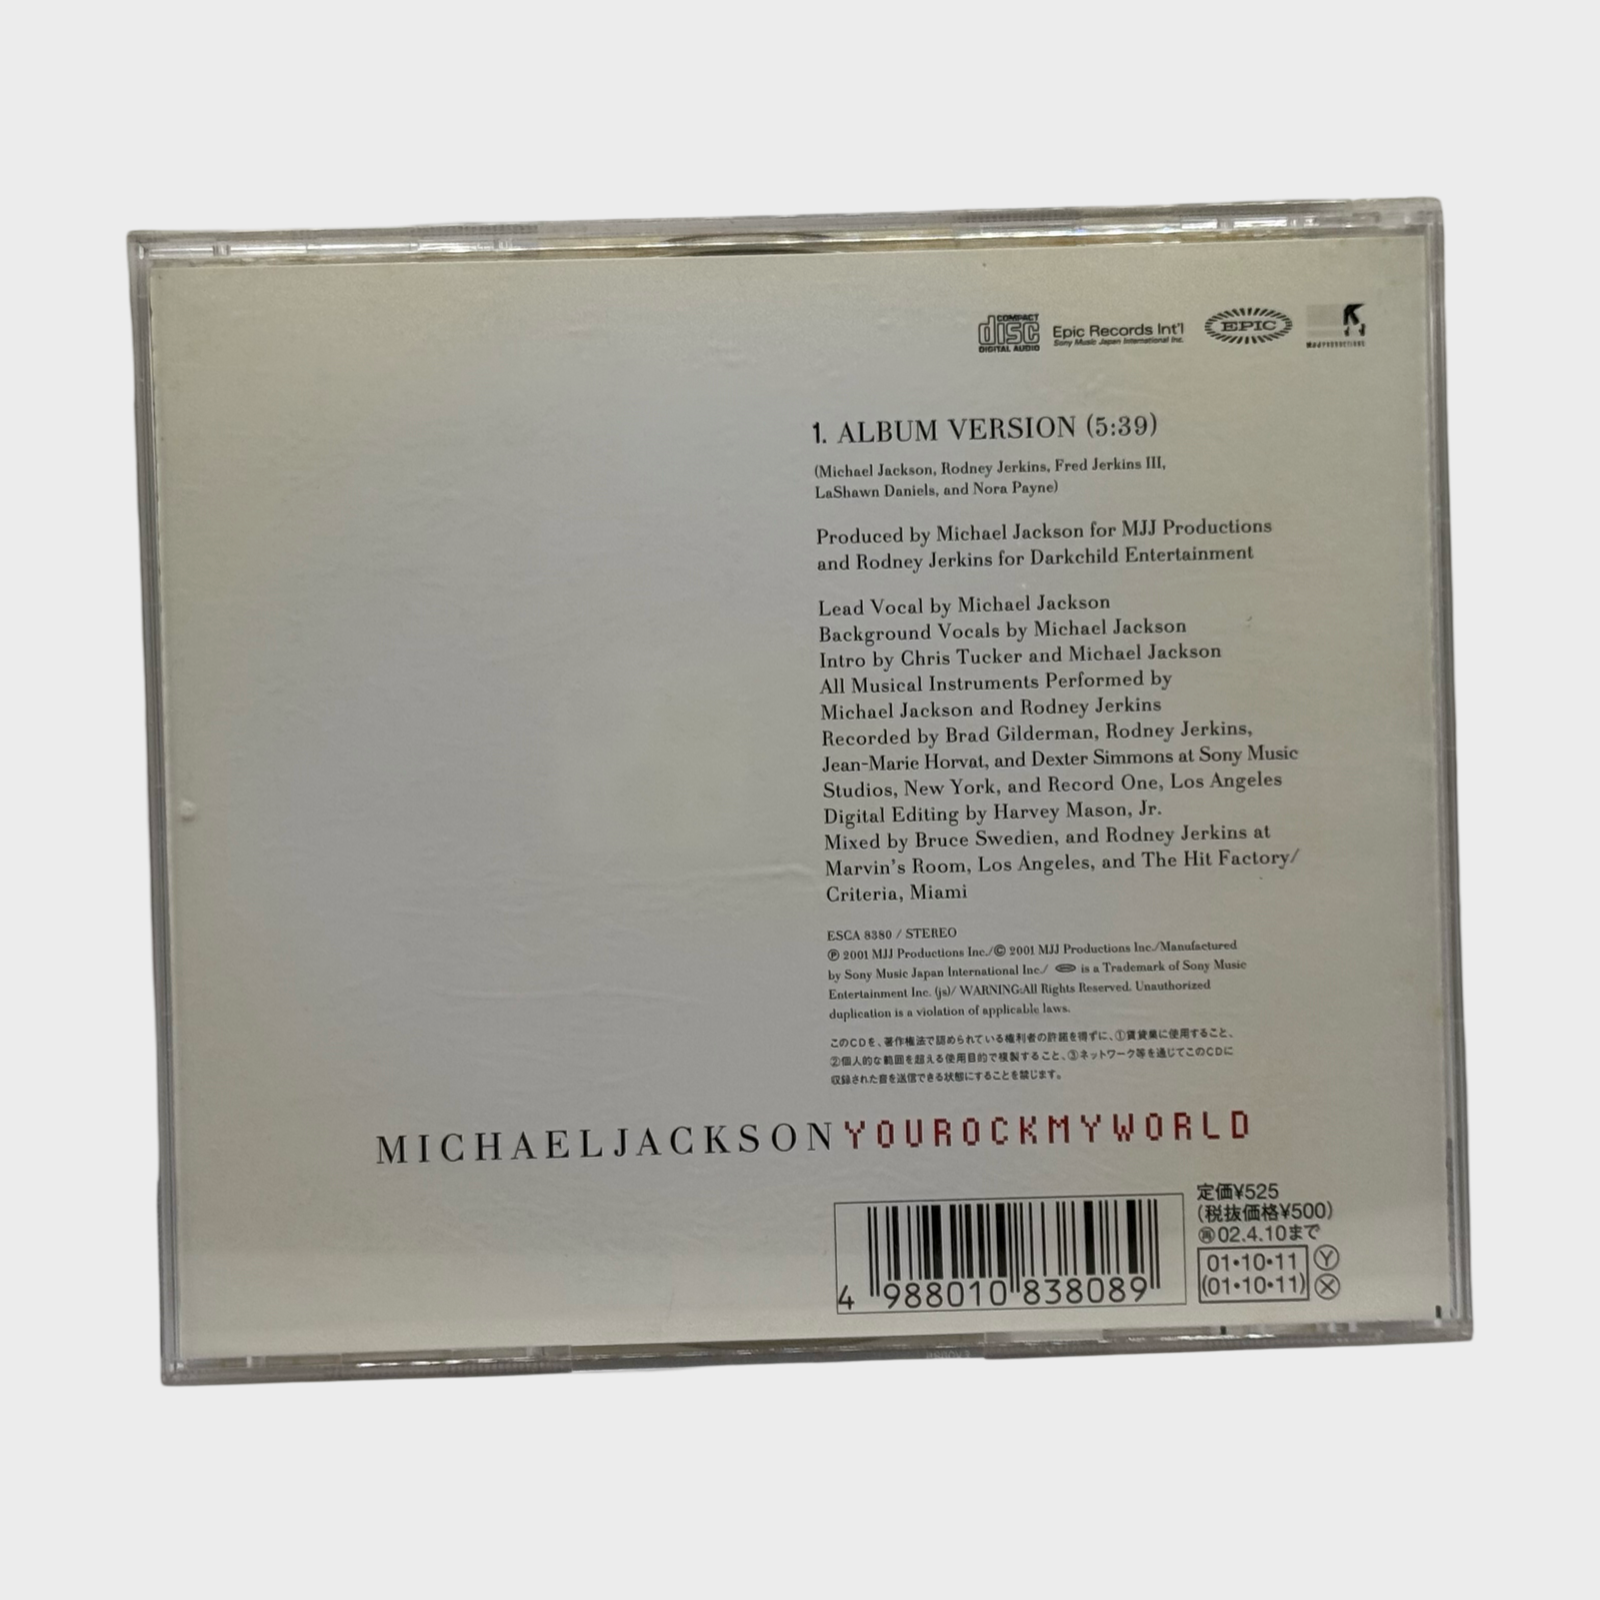 COMPACT
disc
DIGITAL AUDIO
Epic Records Int'l
Sony Music Japan International Inc.
EPIC
MJJ PRODUCTIONS
1. ALBUM VERSION (5:39)
(Michael Jackson, Rodney Jerkins, Fred Jerkins III,
LaShawn Daniels, and Nora Payne)
Produced by Michael Jackson for MJJ Productions
and Rodney Jerkins for Darkchild Entertainment
Lead Vocal by Michael Jackson
Background Vocals by Michael Jackson
Intro by Chris Tucker and Michael Jackson
All Musical Instruments Performed by
Michael Jackson and Rodney Jerkins
Recorded by Brad Gilderman, Rodney Jerkins,
Jean-Marie Horvat, and Dexter Simmons at Sony Music
Studios, New York, and Record One, Los Angeles
Digital Editing by Harvey Mason, Jr.
Mixed by Bruce Swedien, and Rodney Jerkins at
Marvin's Room, Los Angeles, and The Hit Factory/
Criteria, Miami
ESCA 8380 / STEREO
℗ 2001 MJJ Productions Inc./© 2001 MJJ Productions Inc./Manufactured
by Sony Music Japan International Inc./ is a Trademark of Sony Music
Entertainment Inc. (js)/ WARNING:All Rights Reserved. Unauthorized
duplication is a violation of applicable laws.
このCDを、著作権法で認められている権利者の許諾を得ずに、①賃貸業に使用すること、
②個人的な範囲を超える使用目的で複製すること、③ネットワーク等を通じてこのCDに
収録された音を送信できる状態にすることを禁じます。
MICHAELJACKSONYOUROCKMYWORLD
4 988010 838089
定価¥525
(税抜価格¥500)
㊢02.4.10まで
01•10•11 Ⓨ
(01•10•11) Ⓧ